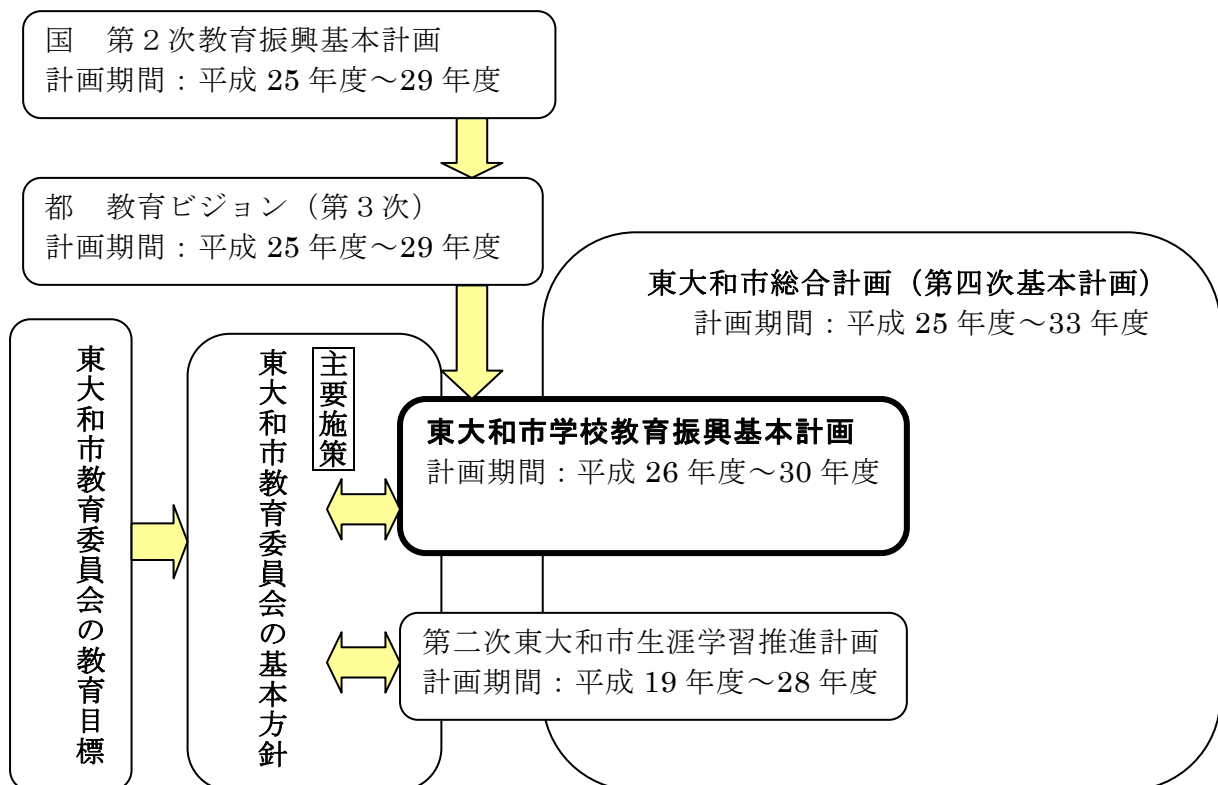 国　第２次教育振興基本計画
計画期間：平成 25 年度～29 年度
都　教育ビジョン（第３次）
計画期間：平成 25 年度～29 年度
東大和市総合計画（第四次基本計画）
計画期間：平成 25 年度～33 年度
東大和市教育委員会の教育目標
主要施策
東大和市教育委員会の基本方針
東大和市学校教育振興基本計画
計画期間：平成 26 年度～30 年度
第二次東大和市生涯学習推進計画
計画期間：平成 19 年度～28 年度